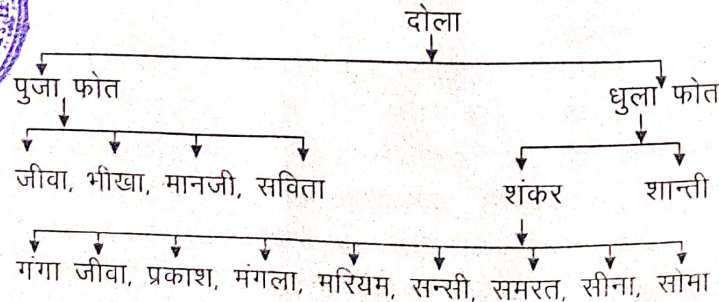 दोला
पुजा फोत धुला फोत
जीवा, भीखा, मानजी, सविता शंकर शान्ती
गंगा जीवा, प्रकाश, मंगला, मरियम, सन्सी, समरत, सीना, सोमा